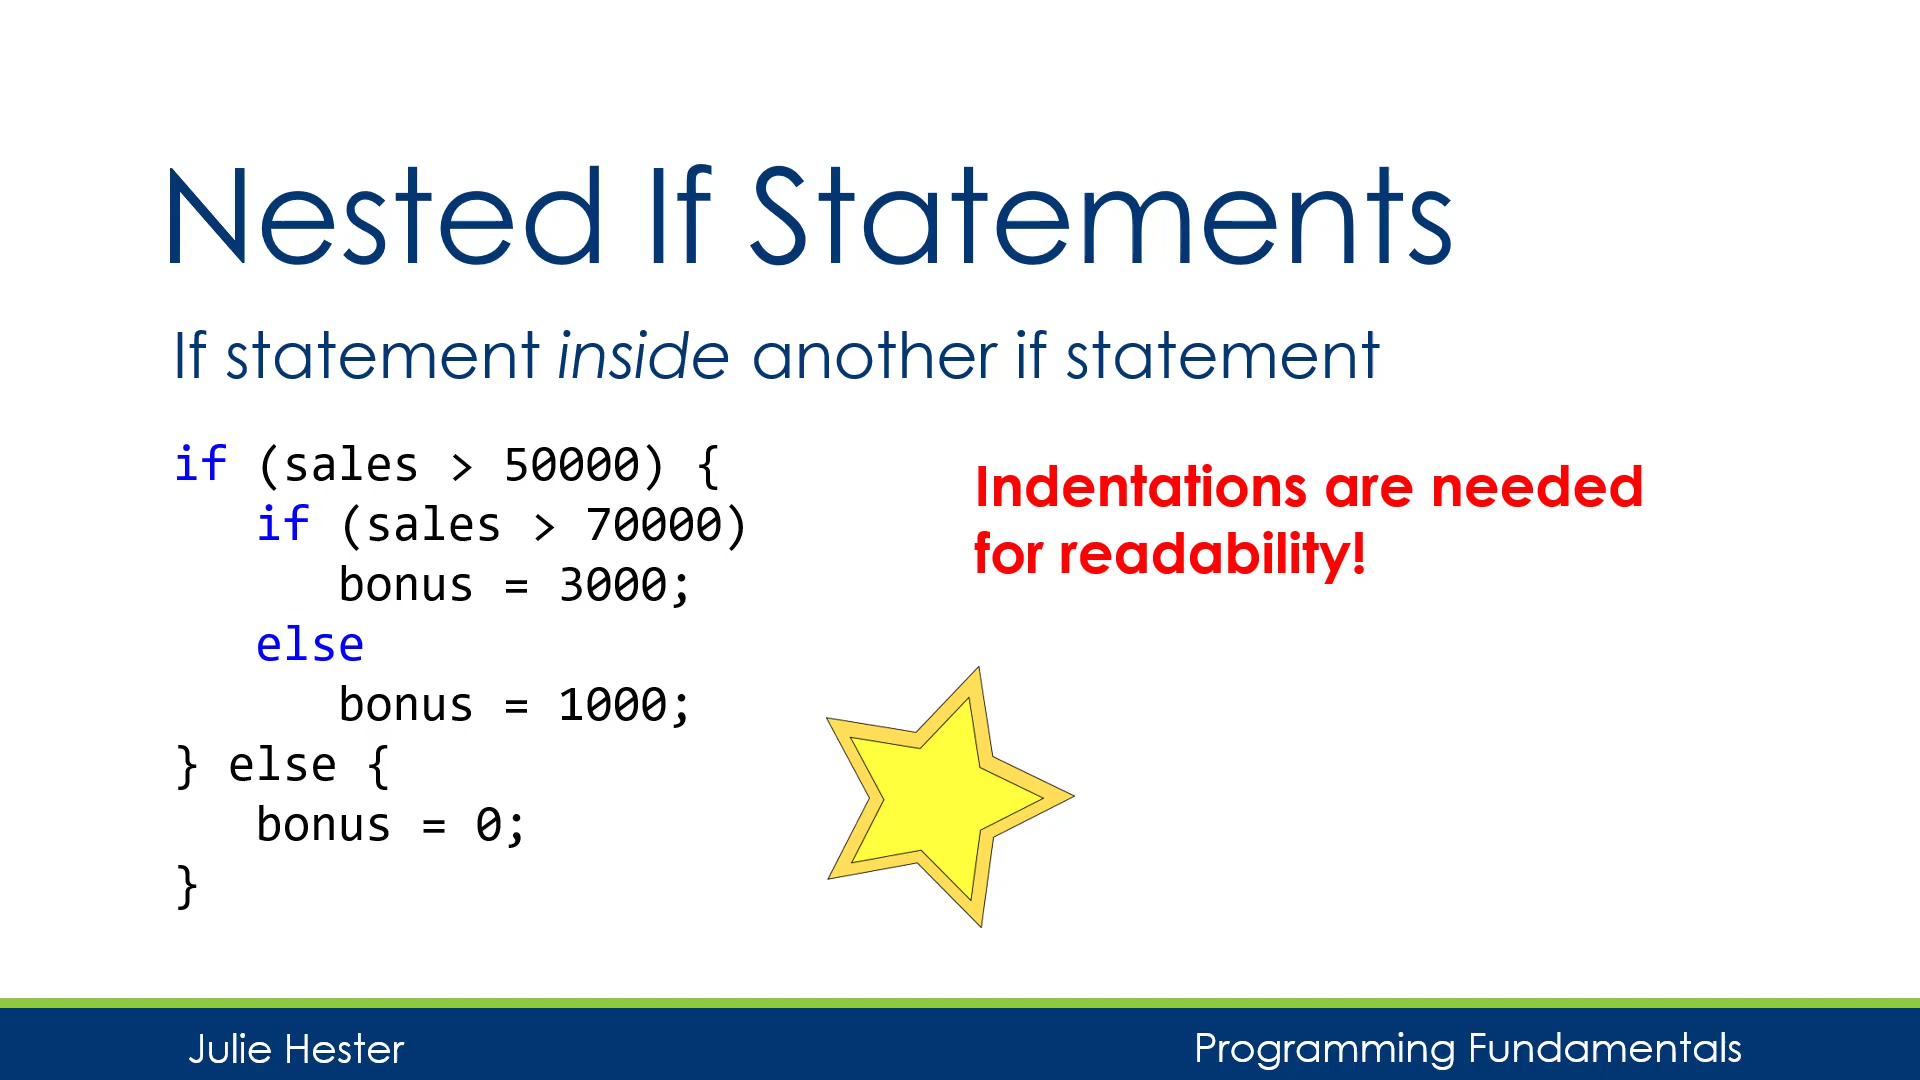 Nested If Statements
If statement inside another if statement
if (sales > 50000) {
   if (sales > 70000)
      bonus = 3000;
   else
      bonus = 1000;
} else {
   bonus = 0;
}
Indentations are needed
for readability!
Julie Hester
Programming Fundamentals